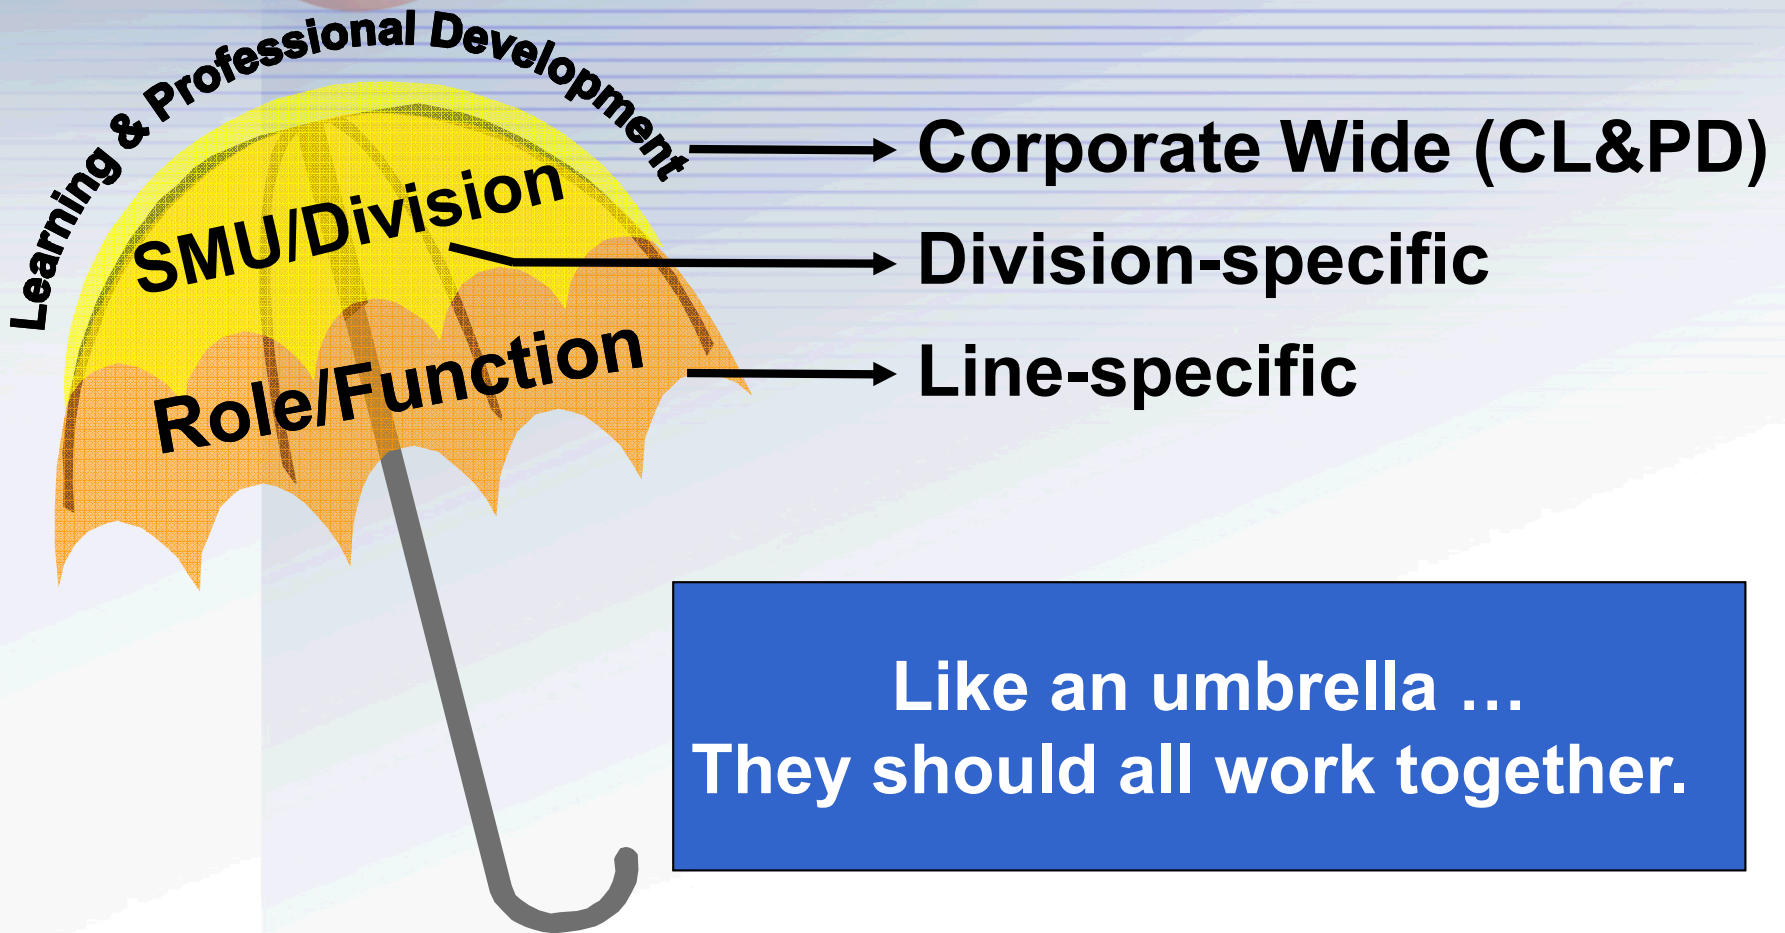 Learning & Professional Development
SMU/Division
Role/Function
Corporate Wide (CL&PD)
Division-specific
Line-specific
Like an umbrella …
They should all work together.